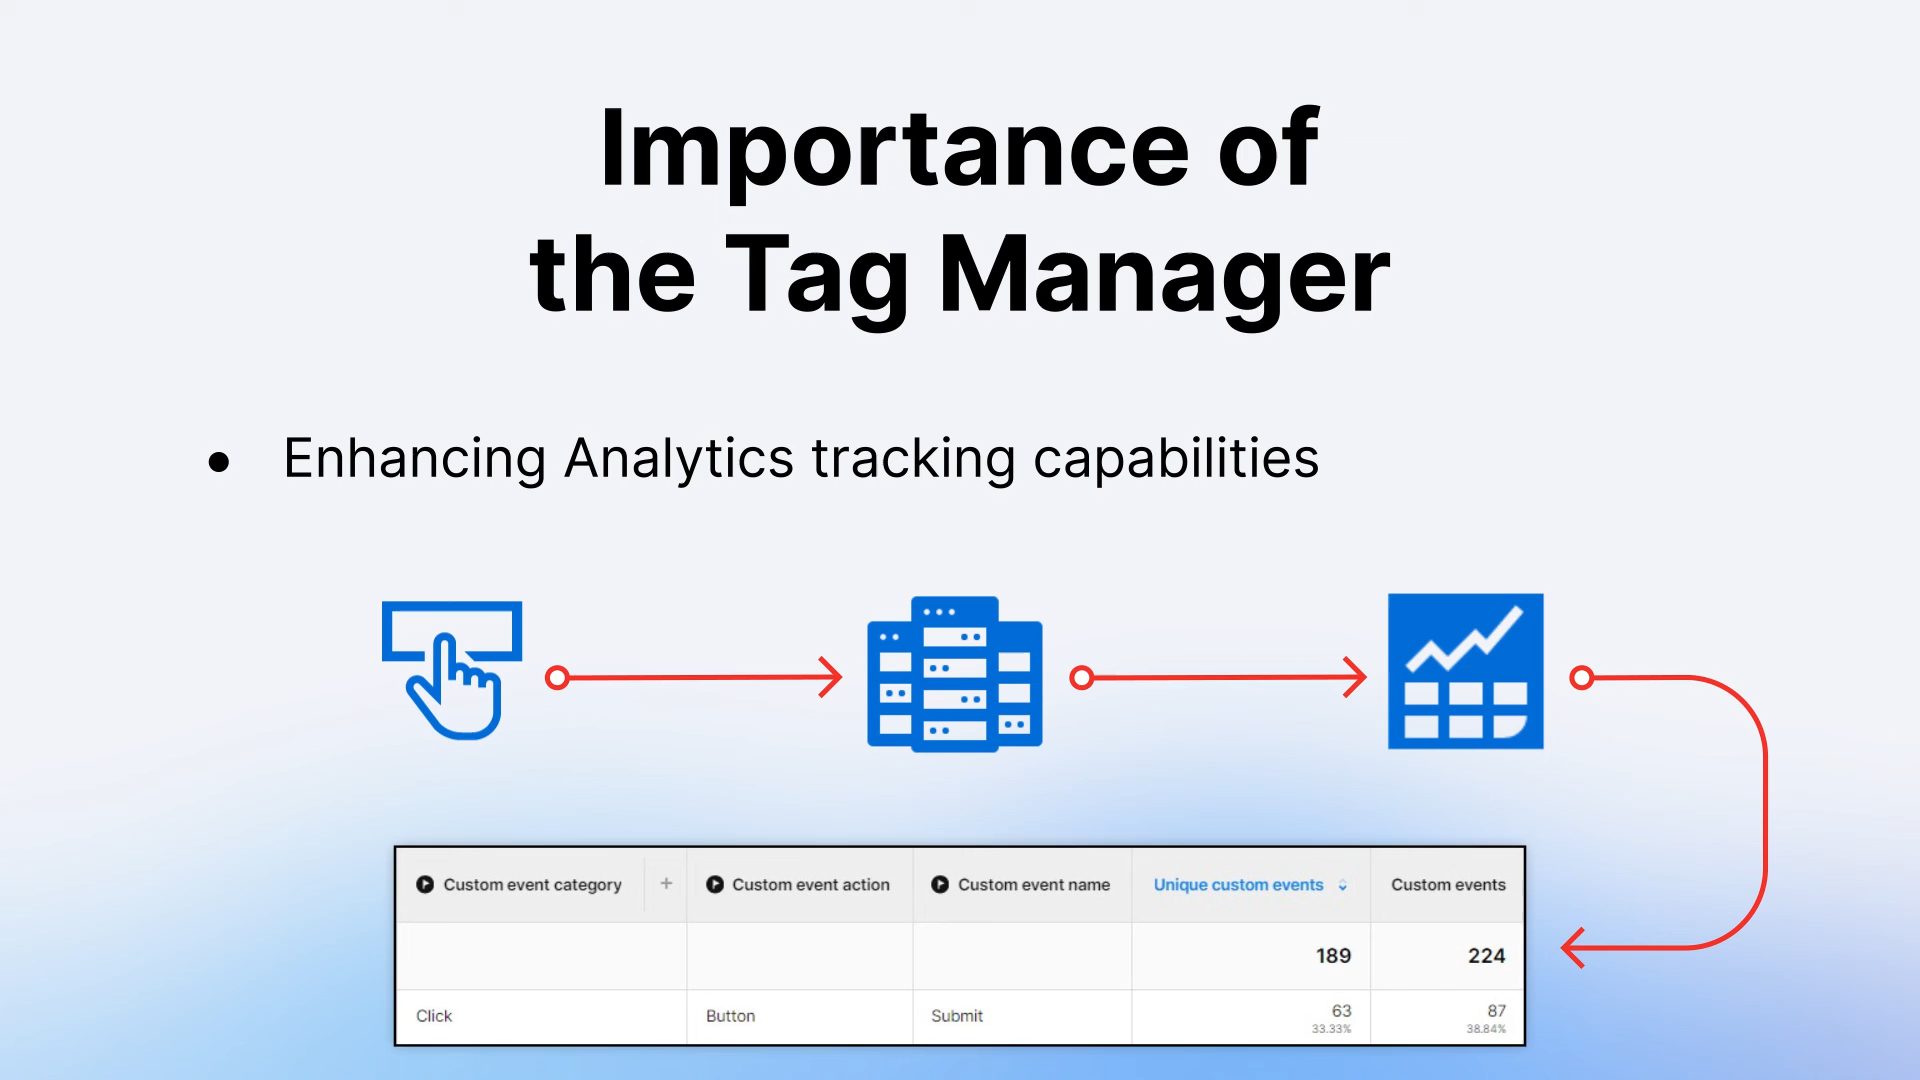 Importance of
the Tag Manager
• Enhancing Analytics tracking capabilities
Custom event category + Custom event action Custom event name Unique custom events Custom events
189 224
Click Button Submit 63 87
33.33% 38.84%